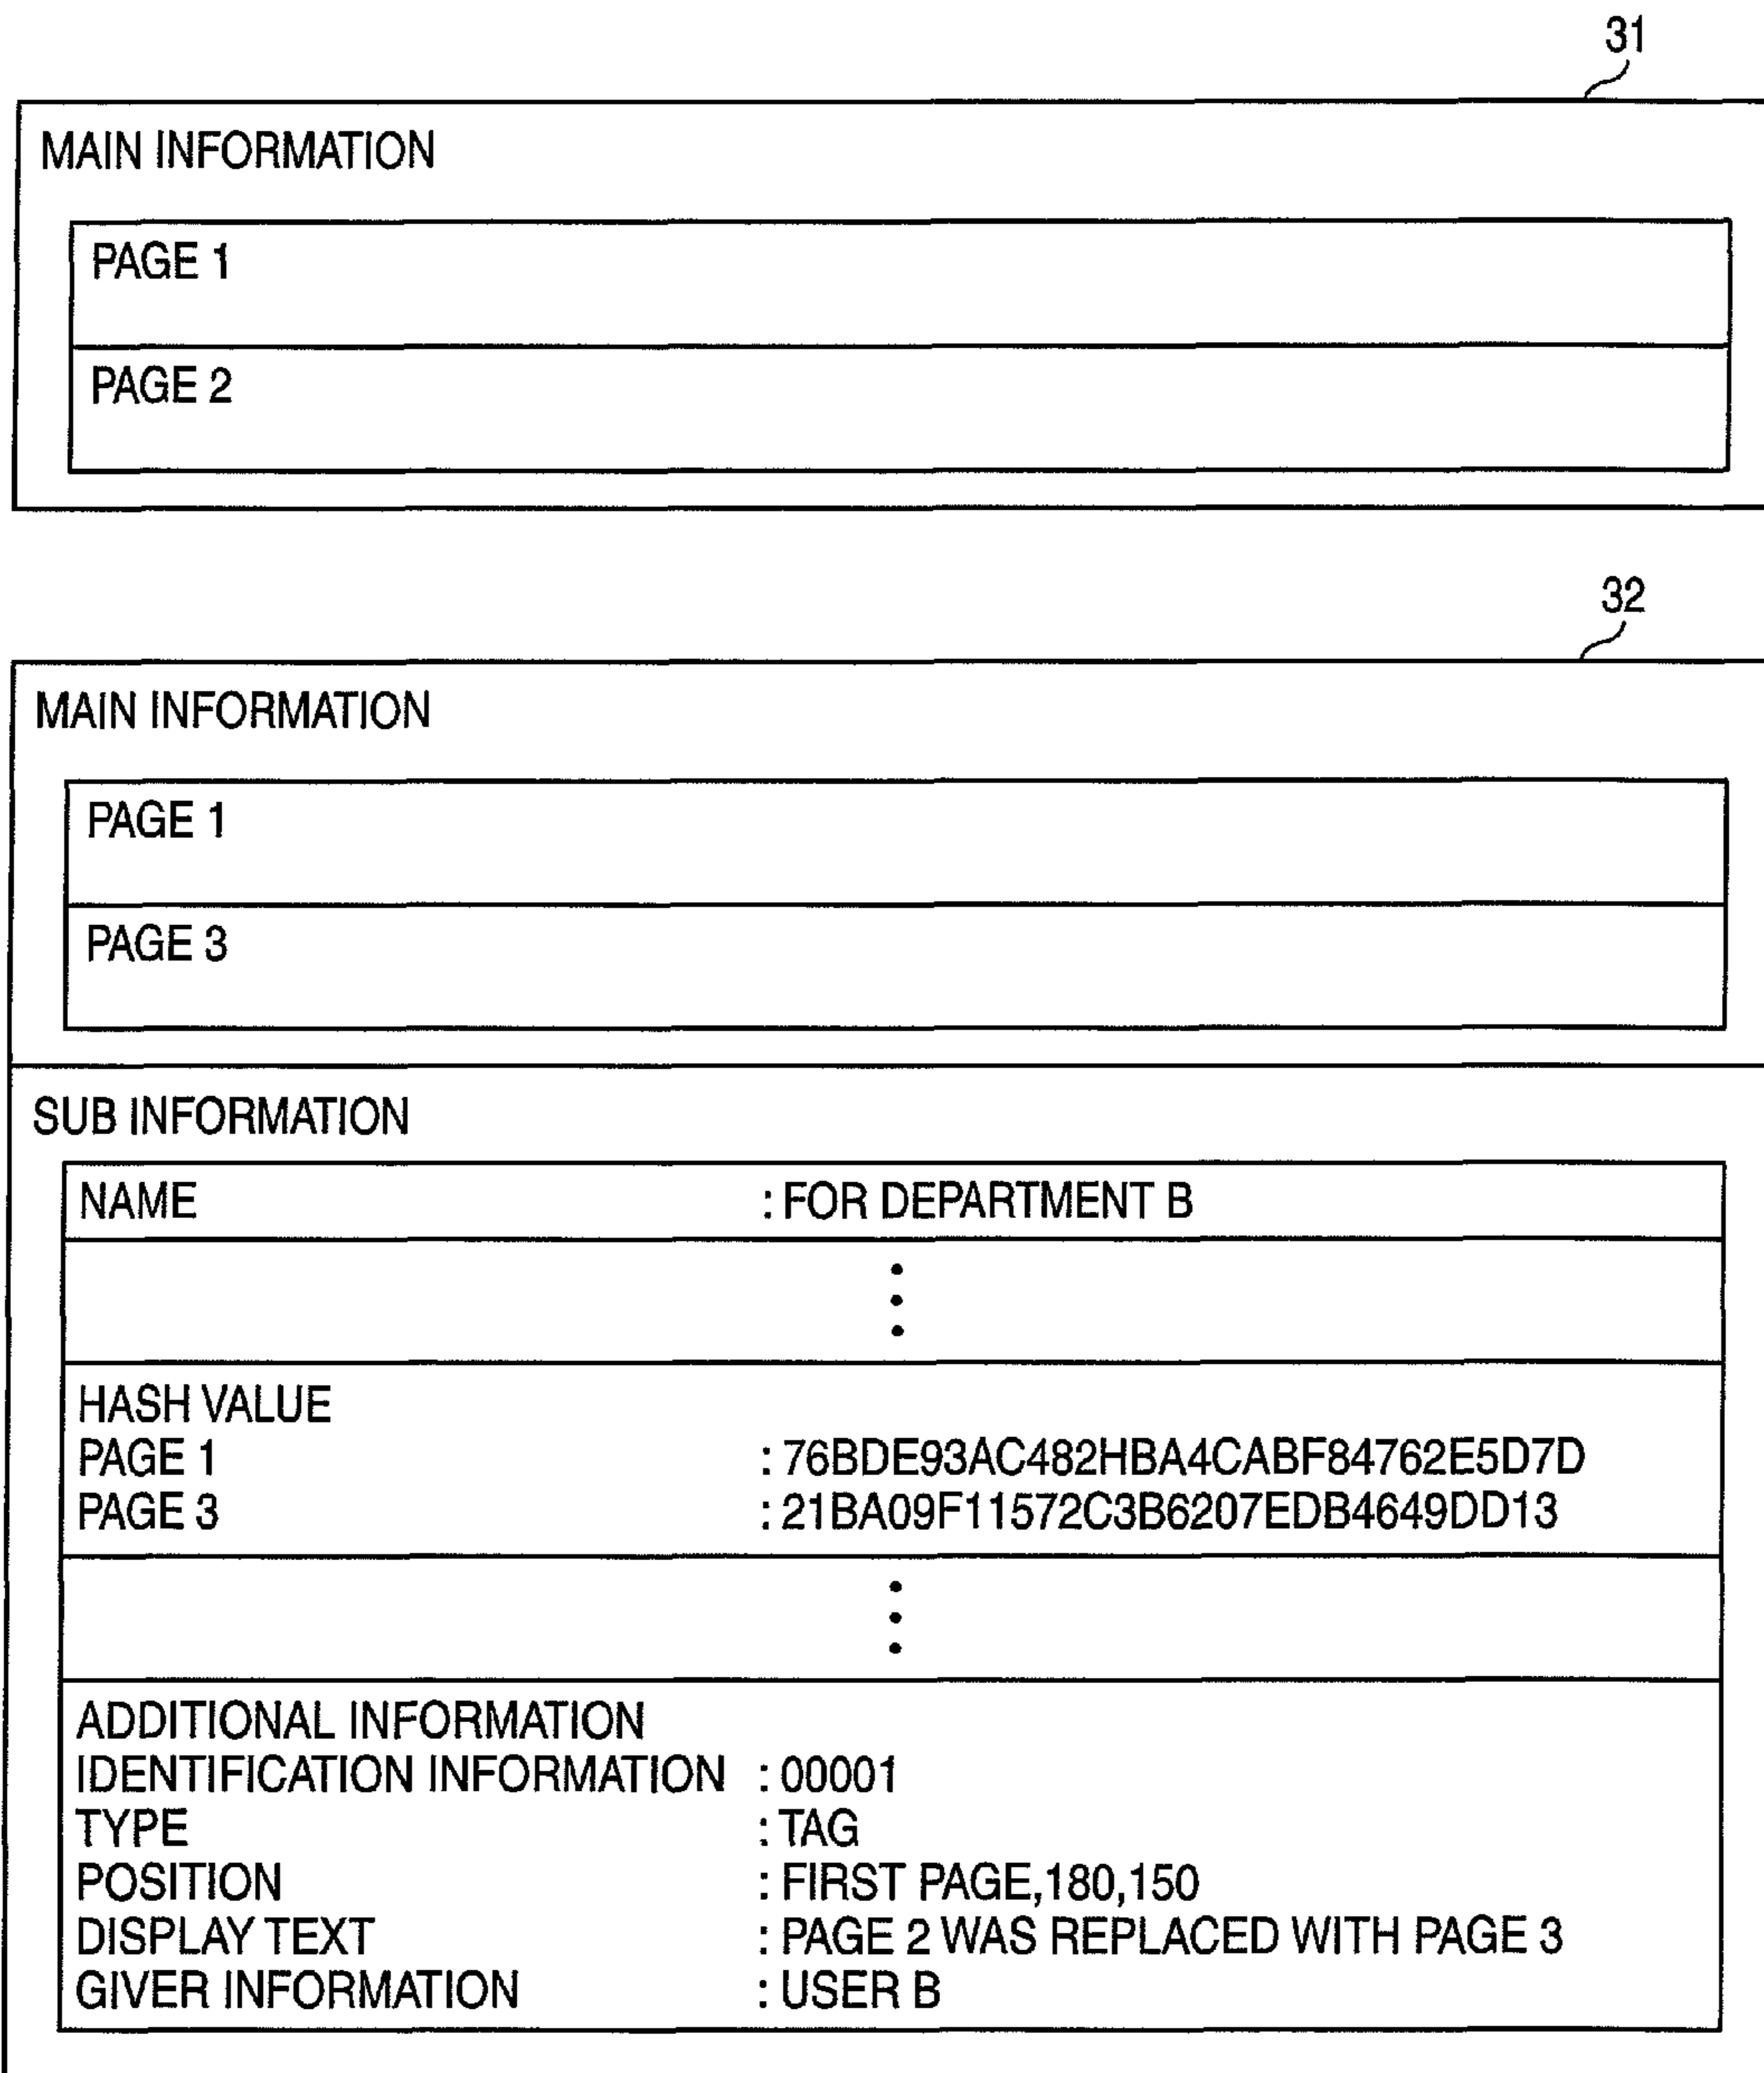 31
MAIN INFORMATION
PAGE 1
PAGE 2
32
MAIN INFORMATION
PAGE 1
PAGE 3
SUB INFORMATION
NAME : FOR DEPARTMENT B
HASH VALUE
PAGE 1 : 76BDE93AC482HBA4CABF84762E5D7D
PAGE 3 : 21BA09F11572C3B6207EDB4649DD13
ADDITIONAL INFORMATION
IDENTIFICATION INFORMATION : 00001
TYPE : TAG
POSITION : FIRST PAGE,180,150
DISPLAY TEXT : PAGE 2 WAS REPLACED WITH PAGE 3
GIVER INFORMATION : USER B